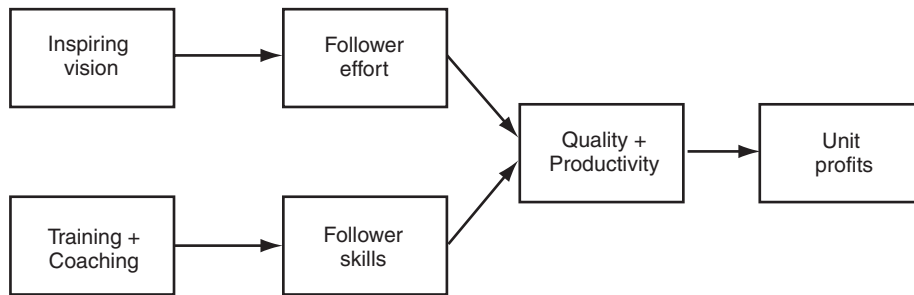 Inspiring
vision
Follower
effort
Quality +
Productivity
Unit
profits
Training +
Coaching
Follower
skills